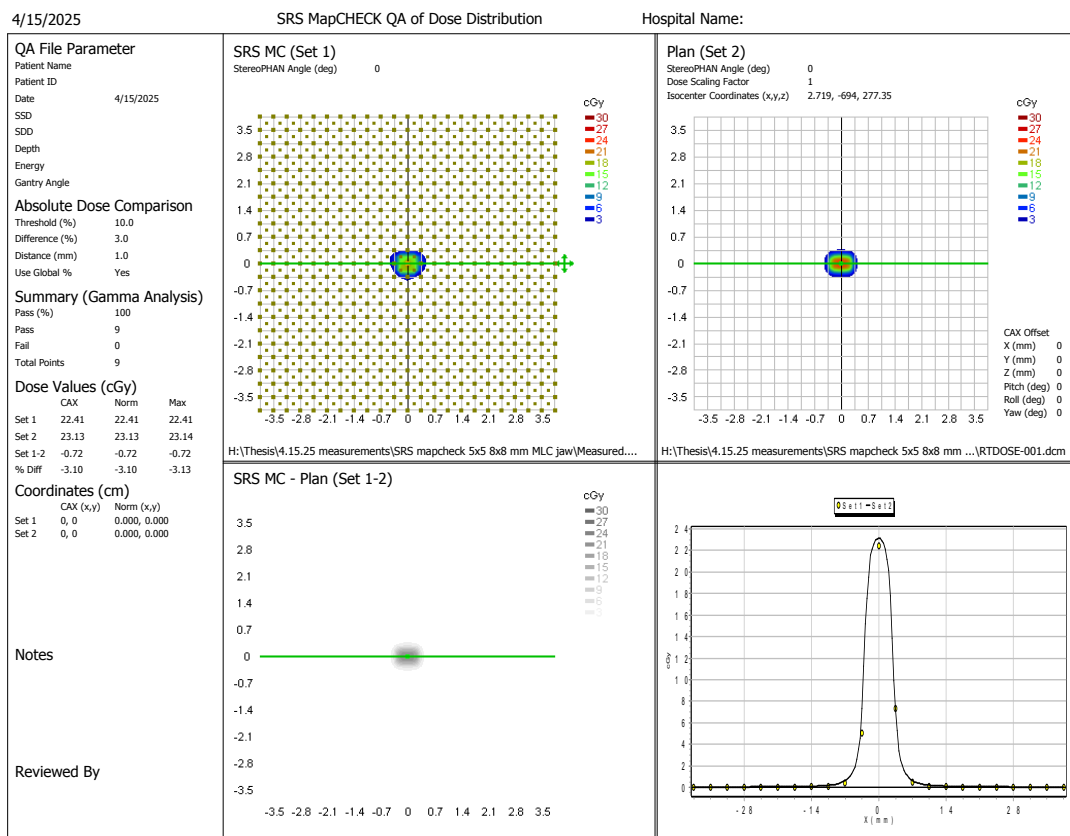 4/15/2025 SRS MapCHECK QA of Dose Distribution Hospital Name:
QA File Parameter
Patient Name
Patient ID
Date 4/15/2025
SSD
SDD
Depth
Energy
Gantry Angle
Absolute Dose Comparison
Threshold (%) 10.0
Difference (%) 3.0
Distance (mm) 1.0
Use Global % Yes
Summary (Gamma Analysis)
Pass (%) 100
Pass 9
Fail 0
Total Points 9
Dose Values (cGy)
CAX Norm Max
Set 1 22.41 22.41 22.41
Set 2 23.13 23.13 23.14
Set 1-2 -0.72 -0.72 -0.72
% Diff -3.10 -3.10 -3.13
Coordinates (cm)
CAX (x,y) Norm (x,y)
Set 1 0, 0 0.000, 0.000
Set 2 0, 0 0.000, 0.000
Notes
Reviewed By
SRS MC (Set 1)
StereoPHAN Angle (deg) 0
cGy
30
27
24
21
18
15
12
9
6
3
3.5
2.8
2.1
1.4
0.7
0
-0.7
-1.4
-2.1
-2.8
-3.5
-3.5 -2.8 -2.1 -1.4 -0.7 0 0.7 1.4 2.1 2.8 3.5
H:\Thesis\4.15.25 measurements\SRS mapcheck 5x5 8x8 mm MLC jaw\Measured....
Plan (Set 2)
StereoPHAN Angle (deg) 0
Dose Scaling Factor 1
Isocenter Coordinates (x,y,z) 2.719, -694, 277.35
cGy
30
27
24
21
18
15
12
9
6
3
3.5
2.8
2.1
1.4
0.7
0
-0.7
-1.4
-2.1
-2.8
-3.5
-3.5 -2.8 -2.1 -1.4 -0.7 0 0.7 1.4 2.1 2.8 3.5
CAX Offset
X (mm) 0
Y (mm) 0
Z (mm) 0
Pitch (deg) 0
Roll (deg) 0
Yaw (deg) 0
H:\Thesis\4.15.25 measurements\SRS mapcheck 5x5 8x8 mm ...\RTDOSE-001.dcm
SRS MC - Plan (Set 1-2)
cGy
30
27
24
21
18
15
12
9
6
3
3.5
2.8
2.1
1.4
0.7
0
-0.7
-1.4
-2.1
-2.8
-3.5
-3.5 -2.8 -2.1 -1.4 -0.7 0 0.7 1.4 2.1 2.8 3.5
Set1 Set2
24
22
20
18
16
14
12
10
8
6
4
2
0
cGy
-28 -14 0 14 28
X(mm)